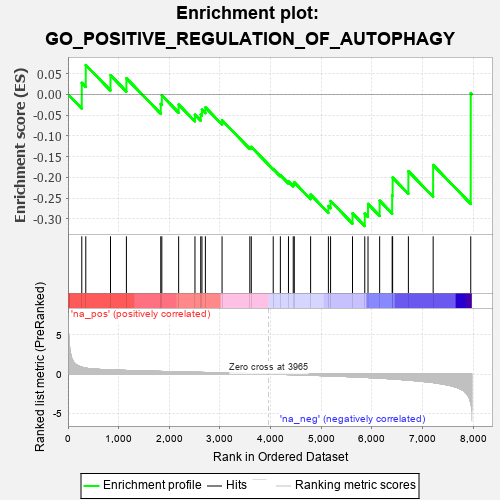 Enrichment plot:
GO_POSITIVE_REGULATION_OF_AUTOPHAGY
Enrichment score (ES)
0.05
0.00
-0.05
-0.10
-0.15
-0.20
-0.25
-0.30
'na_pos' (positively correlated)
Ranked list metric (PreRanked)
5
0
-5
Zero cross at 3965
'na_neg' (negatively correlated)
0 1,000 2,000 3,000 4,000 5,000 6,000 7,000 8,000
Rank in Ordered Dataset
Enrichment profile Hits Ranking metric scores